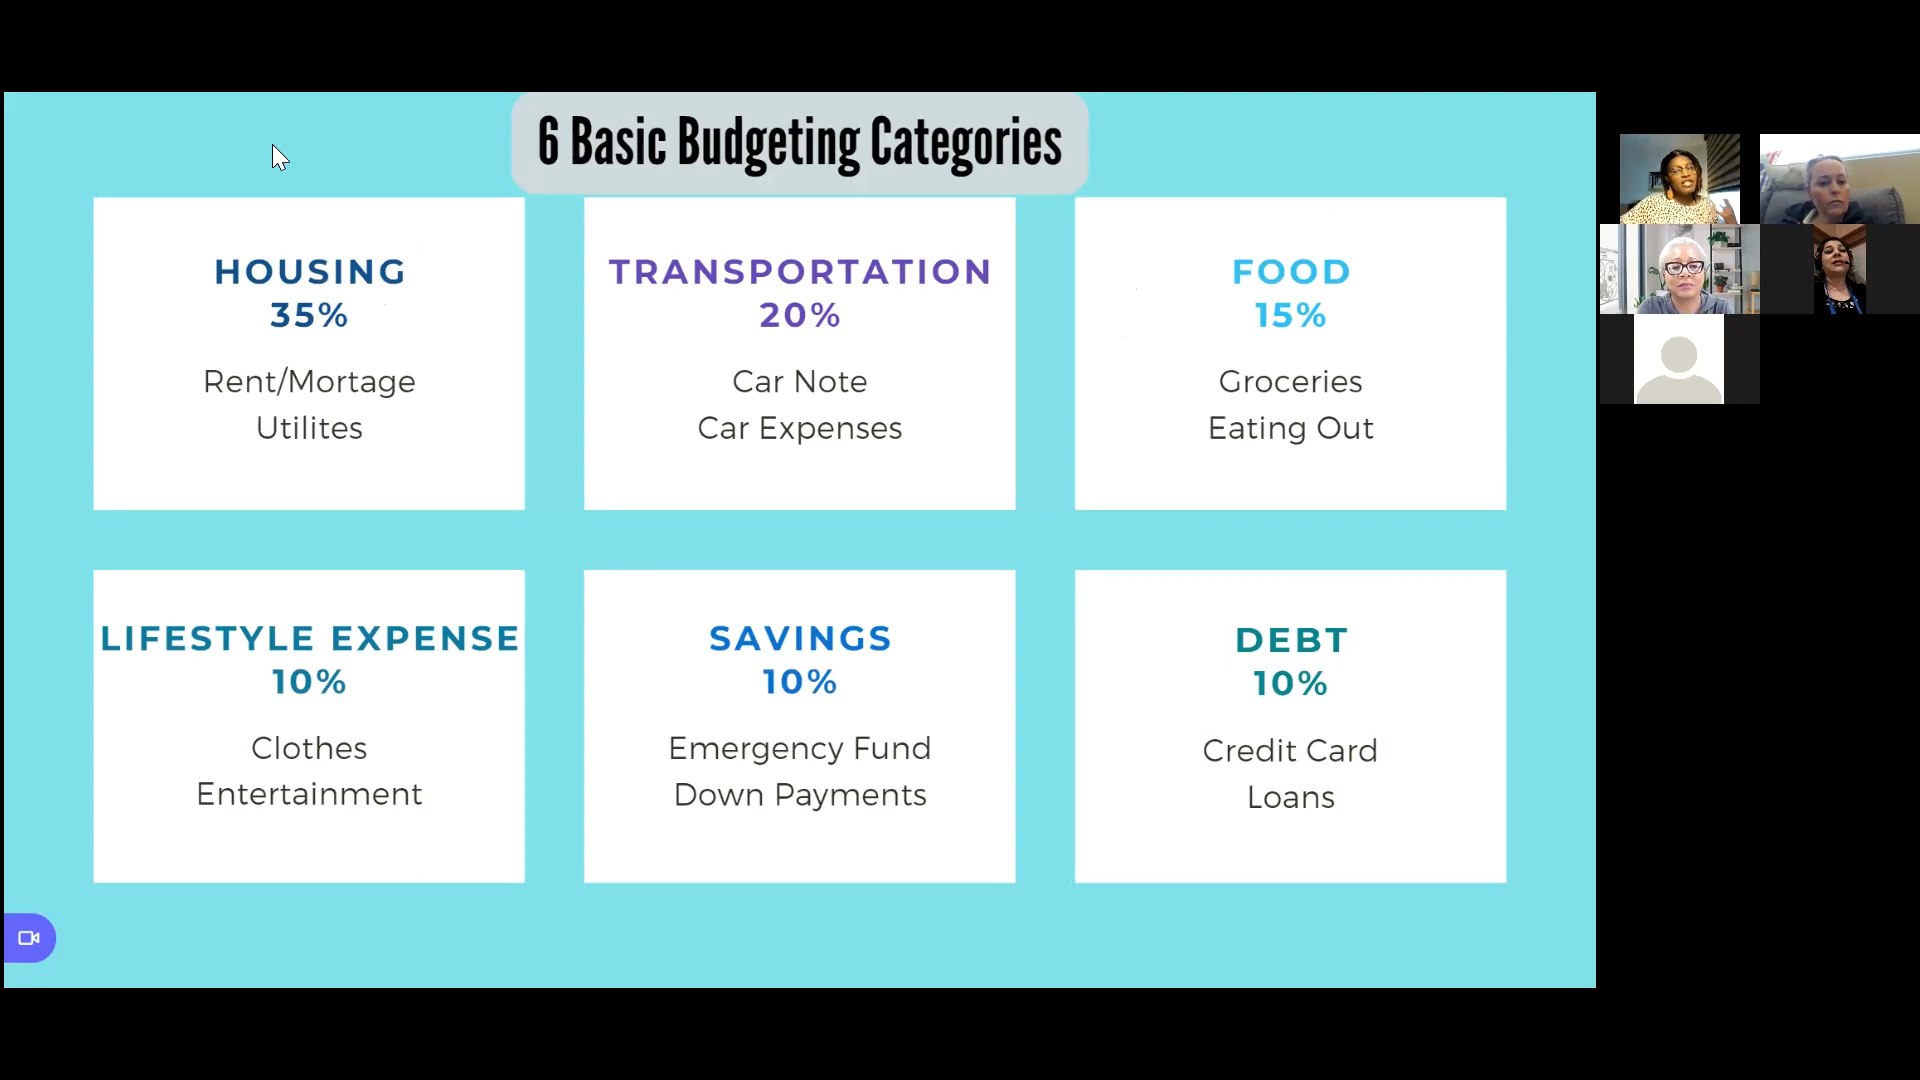 6 Basic Budgeting Categories
HOUSING
35%
Rent/Mortage
Utilites
TRANSPORTATION
20%
Car Note
Car Expenses
FOOD
15%
Groceries
Eating Out
LIFESTYLE EXPENSE
10%
Clothes
Entertainment
SAVINGS
10%
Emergency Fund
Down Payments
DEBT
10%
Credit Card
Loans